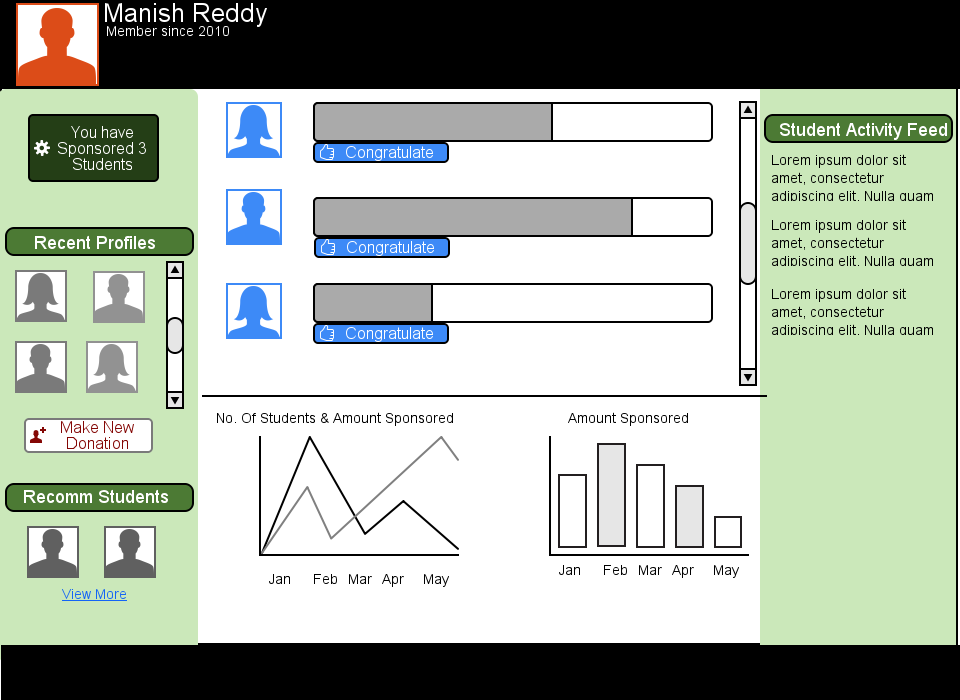 Manish Reddy
Member since 2010
You have
Sponsored 3
Students
Recent Profiles
Make New
Donation
Recomm Students
View More
Congratulate
Congratulate
Congratulate
No. Of Students & Amount Sponsored
Jan Feb Mar Apr May
Amount Sponsored
Jan Feb Mar Apr May
Student Activity Feed
Lorem ipsum dolor sit
amet, consectetur
adipiscing elit. Nulla quam
Lorem ipsum dolor sit
amet, consectetur
adipiscing elit. Nulla quam
Lorem ipsum dolor sit
amet, consectetur
adipiscing elit. Nulla quam